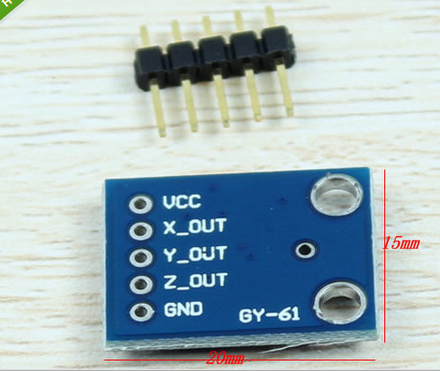 VCC
X_OUT
Y_OUT
Z_OUT
GND
GY-61
15mm
20mm